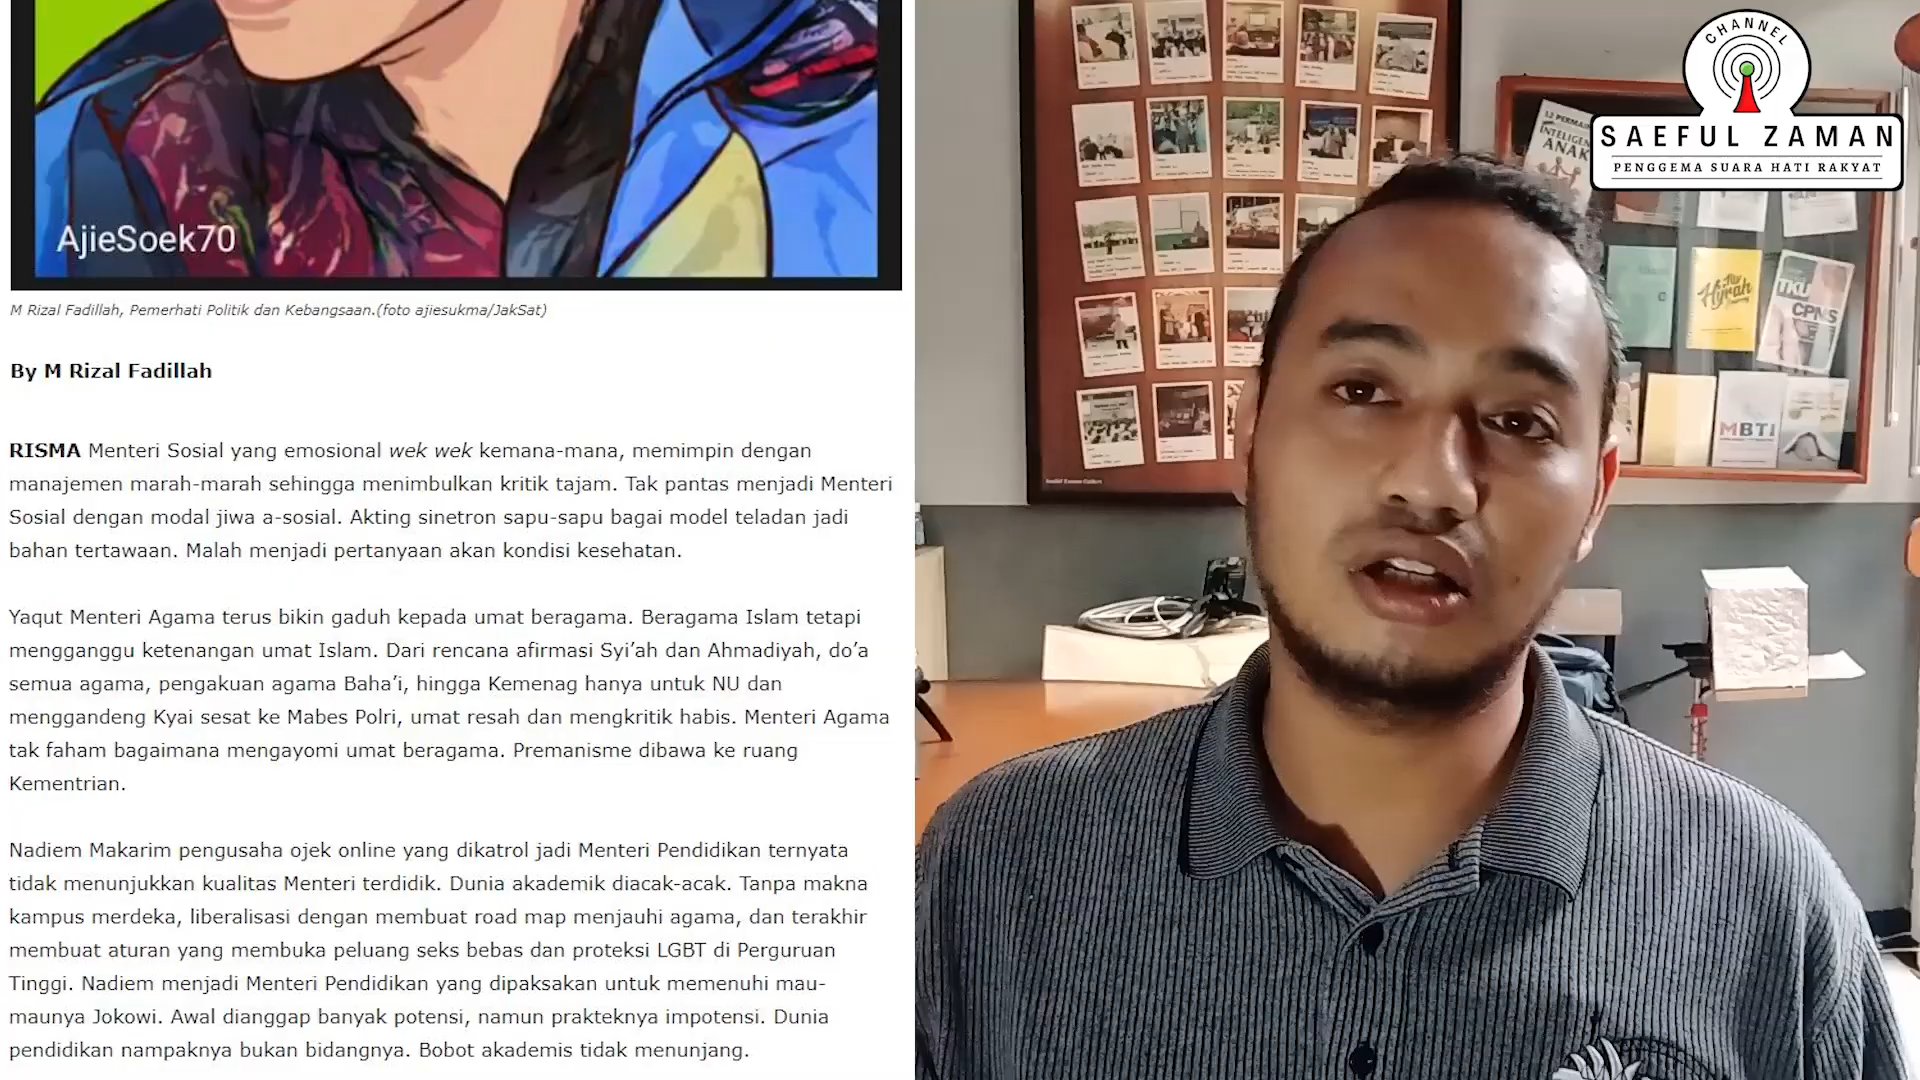 AjieSoek70
M Rizal Fadillah, Pemerhati Politik dan Kebangsaan.(foto ajiesukma/JakSat)
By M Rizal Fadillah
RISMA Menteri Sosial yang emosional wek wek kemana-mana, memimpin dengan
manajemen marah-marah sehingga menimbulkan kritik tajam. Tak pantas menjadi Menteri
Sosial dengan modal jiwa a-sosial. Akting sinetron sapu-sapu bagai model teladan jadi
bahan tertawaan. Malah menjadi pertanyaan akan kondisi kesehatan.
Yaqut Menteri Agama terus bikin gaduh kepada umat beragama. Beragama Islam tetapi
mengganggu ketenangan umat Islam. Dari rencana afirmasi Syi’ah dan Ahmadiyah, do’a
semua agama, pengakuan agama Baha’i, hingga Kemenag hanya untuk NU dan
menggandeng Kyai sesat ke Mabes Polri, umat resah dan mengkritik habis. Menteri Agama
tak faham bagaimana mengayomi umat beragama. Premanisme dibawa ke ruang
Kementrian.
Nadiem Makarim pengusaha ojek online yang dikatrol jadi Menteri Pendidikan ternyata
tidak menunjukkan kualitas Menteri terdidik. Dunia akademik diacak-acak. Tanpa makna
kampus merdeka, liberalisasi dengan membuat road map menjauhi agama, dan terakhir
membuat aturan yang membuka peluang seks bebas dan proteksi LGBT di Perguruan
Tinggi. Nadiem menjadi Menteri Pendidikan yang dipaksakan untuk memenuhi mau-
maunya Jokowi. Awal dianggap banyak potensi, namun prakteknya impotensi. Dunia
pendidikan nampaknya bukan bidangnya. Bobot akademis tidak menunjang.
CHANNEL
SAEFUL ZAMAN
PENGGEMA SUARA HATI RAKYAT
INTELIGEN
ANAK
Hijrah
TKD
CPNS
MBTI